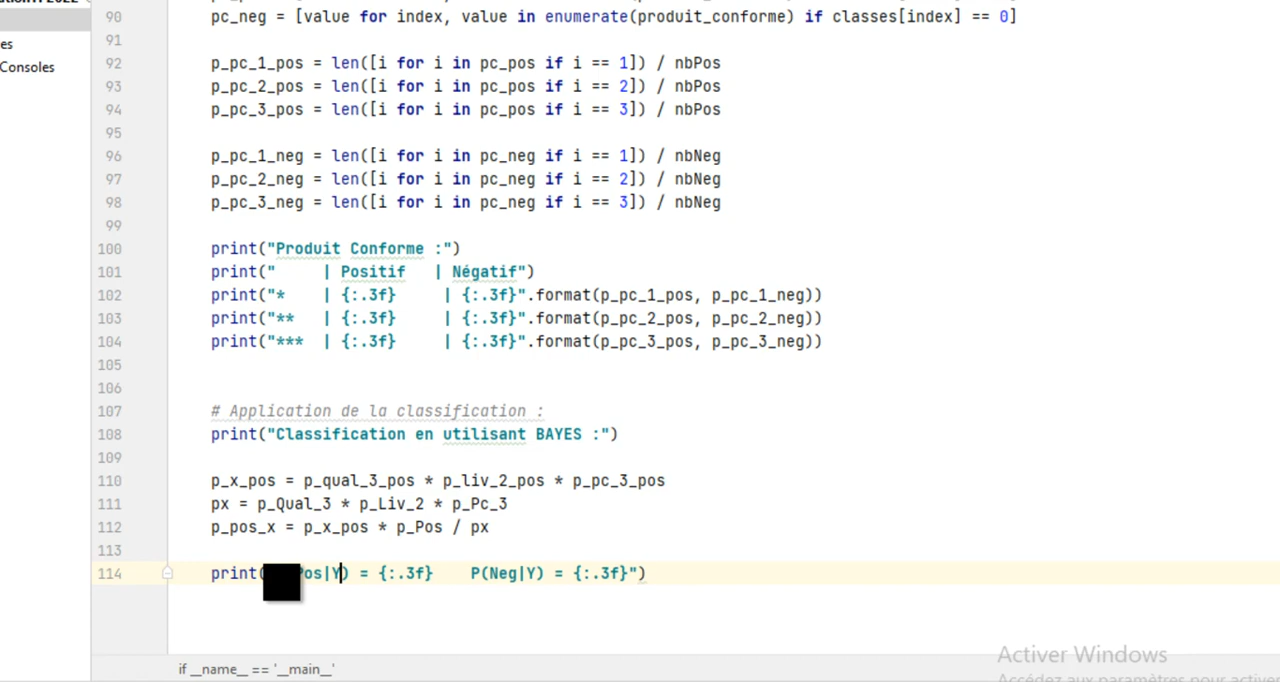 90 pc_neg = [value for index, value in enumerate(produit_conforme) if classes[index] == 0]
es
91
Consoles
92 p_pc_1_pos = len([i for i in pc_pos if i == 1]) / nbPos
93 p_pc_2_pos = len([i for i in pc_pos if i == 2]) / nbPos
94 p_pc_3_pos = len([i for i in pc_pos if i == 3]) / nbPos
95
96 p_pc_1_neg = len([i for i in pc_neg if i == 1]) / nbNeg
97 p_pc_2_neg = len([i for i in pc_neg if i == 2]) / nbNeg
98 p_pc_3_neg = len([i for i in pc_neg if i == 3]) / nbNeg
99
100 print("Produit Conforme :")
101 print("     | Positif   | Négatif")
102 print("*    | {:.3f}     | {:.3f}".format(p_pc_1_pos, p_pc_1_neg))
103 print("**   | {:.3f}     | {:.3f}".format(p_pc_2_pos, p_pc_2_neg))
104 print("***  | {:.3f}     | {:.3f}".format(p_pc_3_pos, p_pc_3_neg))
105
106
107 # Application de la classification :
108 print("Classification en utilisant BAYES :")
109
110 p_x_pos = p_qual_3_pos * p_liv_2_pos * p_pc_3_pos
111 px = p_Qual_3 * p_Liv_2 * p_Pc_3
112 p_pos_x = p_x_pos * p_Pos / px
113
114 print( os|Y) = {:.3f}    P(Neg|Y) = {:.3f}")
if __name__ == '__main__'
Activer Windows
Accédez aux paramètres pour activer